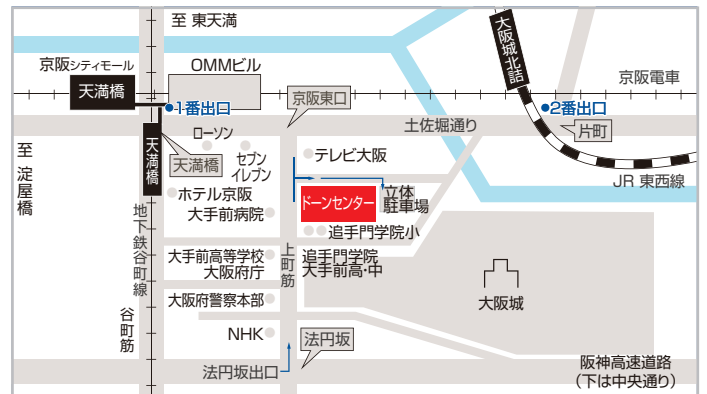 至 東天満
京阪シティモール
OMMビル
大阪城北詰
天満橋
京阪東口
京阪電車
1番出口
2番出口
土佐堀通り
片町
ローソン
天満橋
天満橋
セブン
イレブン
テレビ大阪
至 淀屋橋
JR 東西線
ホテル京阪
ドーンセンター
立体
駐車場
大手前病院
追手門学院小
地下鉄谷町線
上町筋
大手前高等学校
大阪府庁
追手門学院
大手前高・中
大阪府警察本部
大阪城
谷町筋
NHK
法円坂
法円坂出口
阪神高速道路
(下は中央通り)